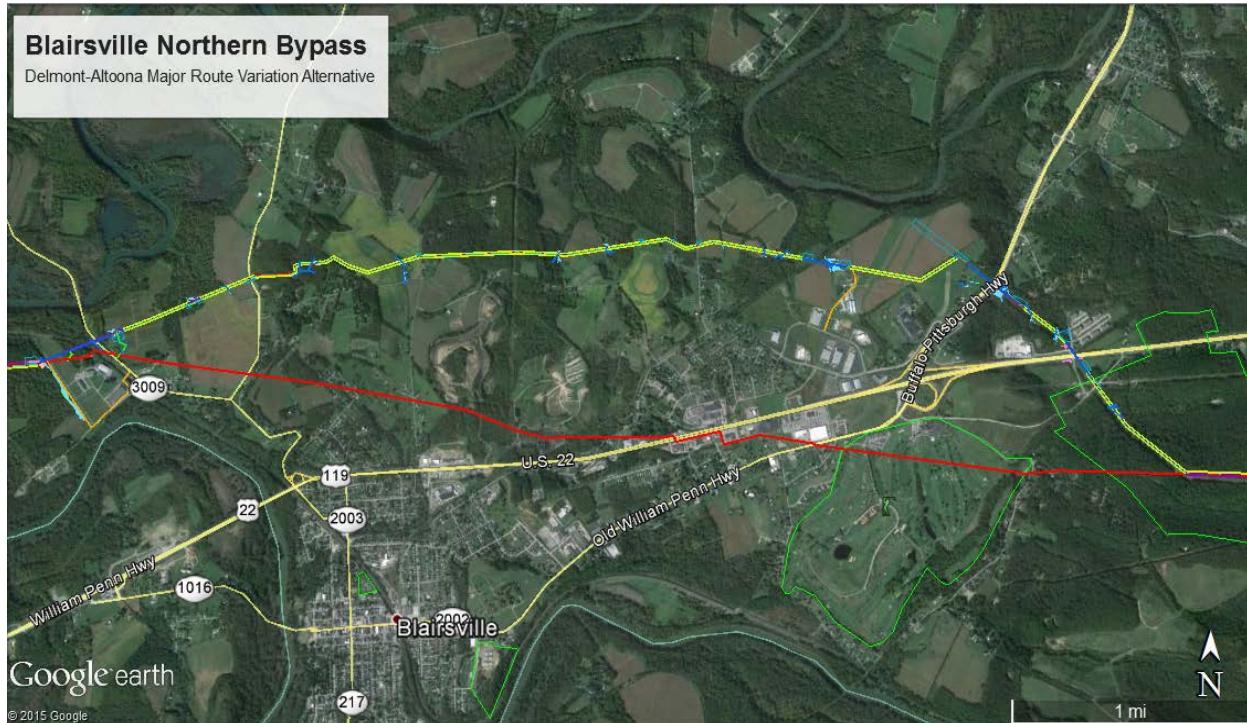 Blairsville Northern Bypass
Delmont-Altoona Major Route Variation Alternative
Buffalo-Pittsburgh Hwy
3009
U.S. 22
119
22
2003
Old William Penn Hwy
William Penn Hwy
1016
2002
Blairsville
217
Google earth
© 2015 Google
N
1 mi